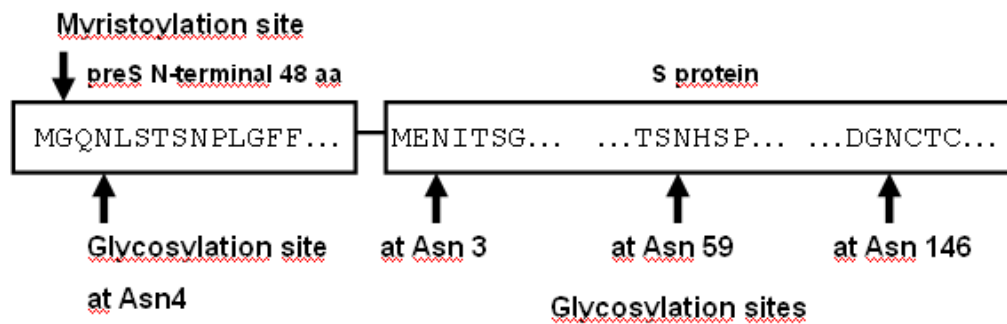 Myristoylation site
preS N-terminal 48 aa
S protein
MGQNLSTSNPLGFF...
MENITSG... ...TSNHSP... ...DGNCTC...
Glycosylation site
at Asn4
at Asn 3
at Asn 59
at Asn 146
Glycosylation sites